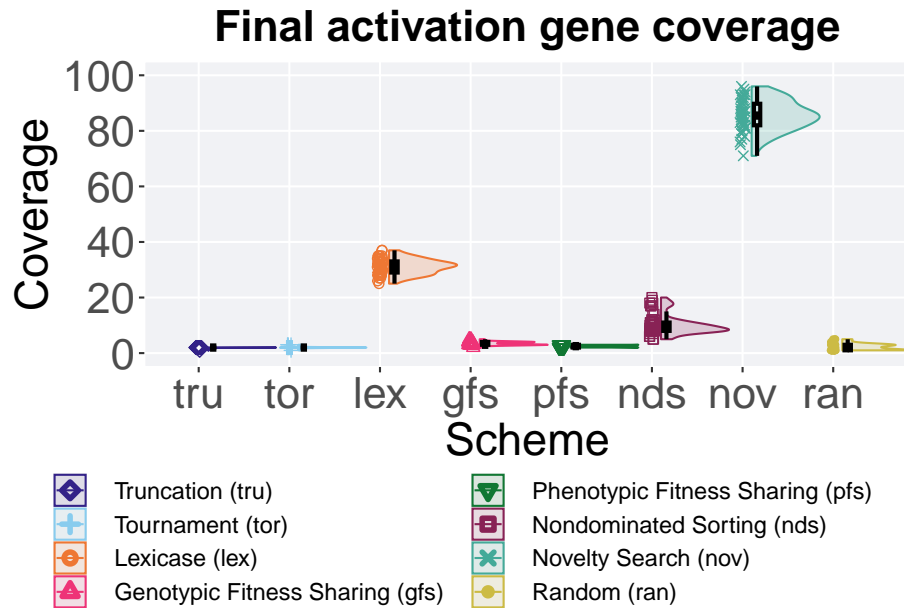 Final activation gene coverage
100
80
60
40
20
0
Coverage
tru tor lex gfs pfs nds nov ran
Scheme
Truncation (tru)
Tournament (tor)
Lexicase (lex)
Genotypic Fitness Sharing (gfs)
Phenotypic Fitness Sharing (pfs)
Nondominated Sorting (nds)
Novelty Search (nov)
Random (ran)